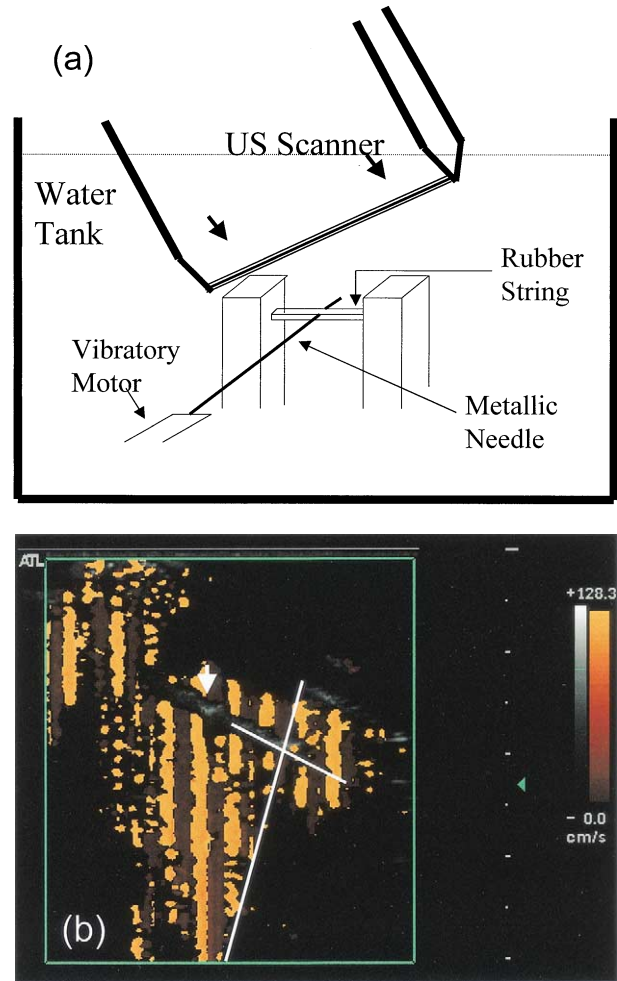 (a)
US Scanner
Water
Tank
Rubber
String
Vibratory
Motor
Metallic
Needle
ATL
+128.3
- 0.0
cm/s
(b)